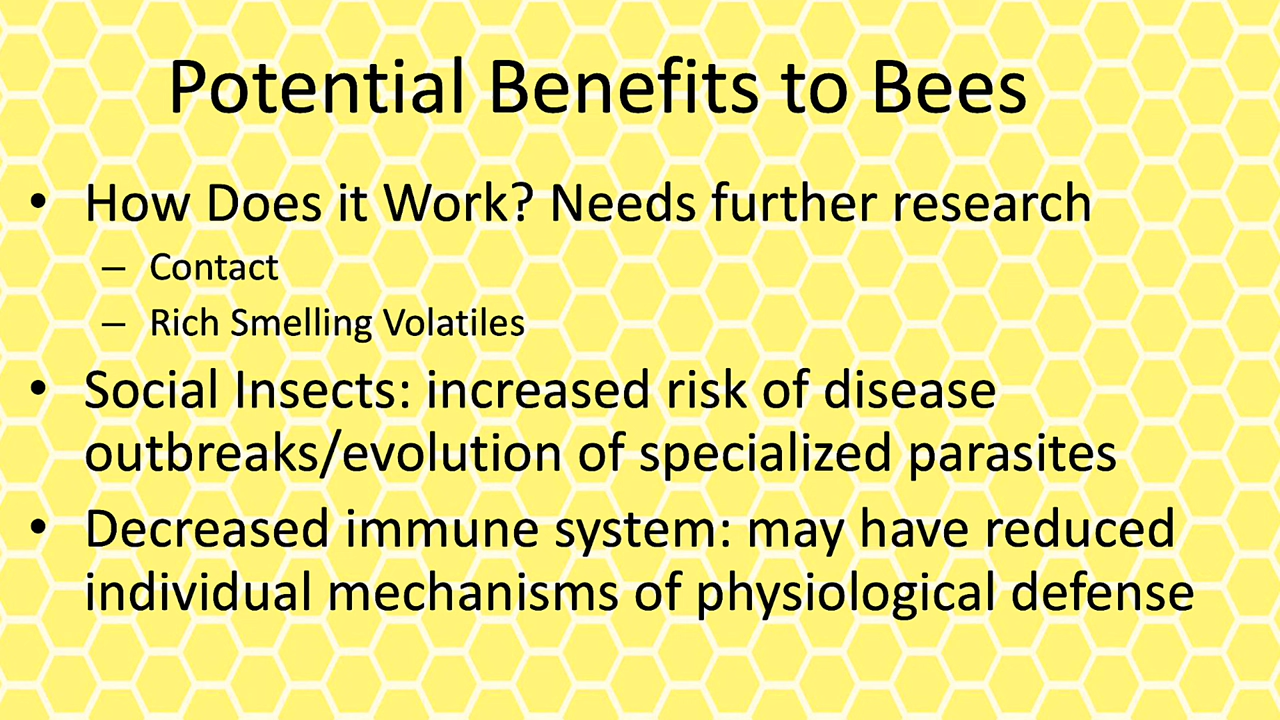 Potential Benefits to Bees
• How Does it Work? Needs further research
– Contact
– Rich Smelling Volatiles
• Social Insects: increased risk of disease
outbreaks/evolution of specialized parasites
• Decreased immune system: may have reduced
individual mechanisms of physiological defense